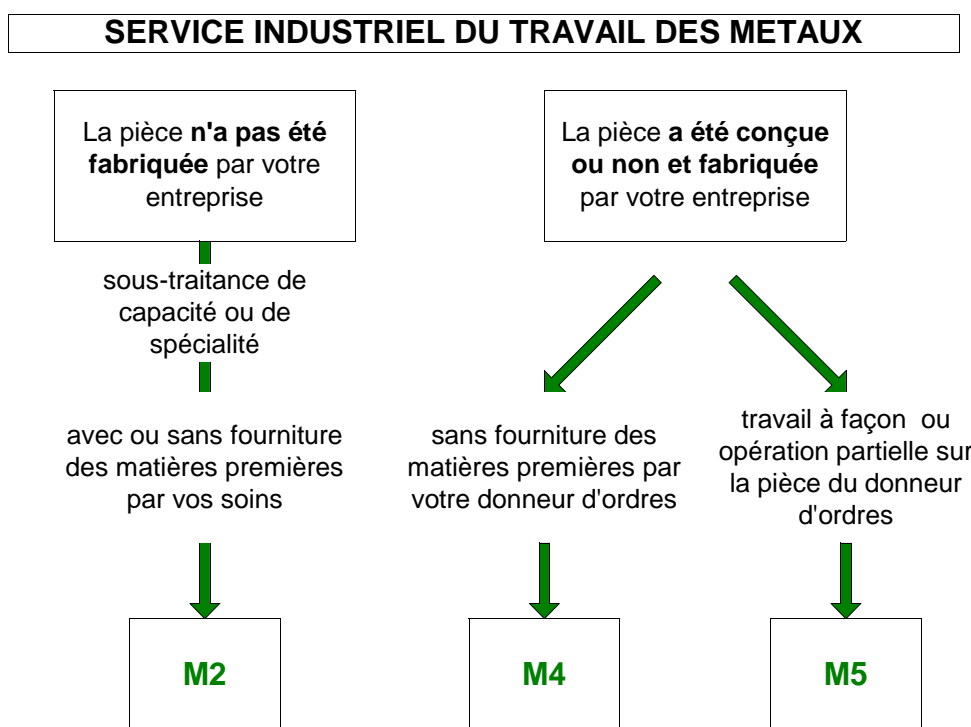 SERVICE INDUSTRIEL DU TRAVAIL DES METAUX
La pièce n'a pas été
fabriquée par votre
entreprise
La pièce a été conçue
ou non et fabriquée
par votre entreprise
sous-traitance de
capacité ou de
spécialité
avec ou sans fourniture
des matières premières
par vos soins
sans fourniture des
matières premières par
votre donneur d'ordres
travail à façon ou
opération partielle sur
la pièce du donneur
d'ordres
M2
M4
M5